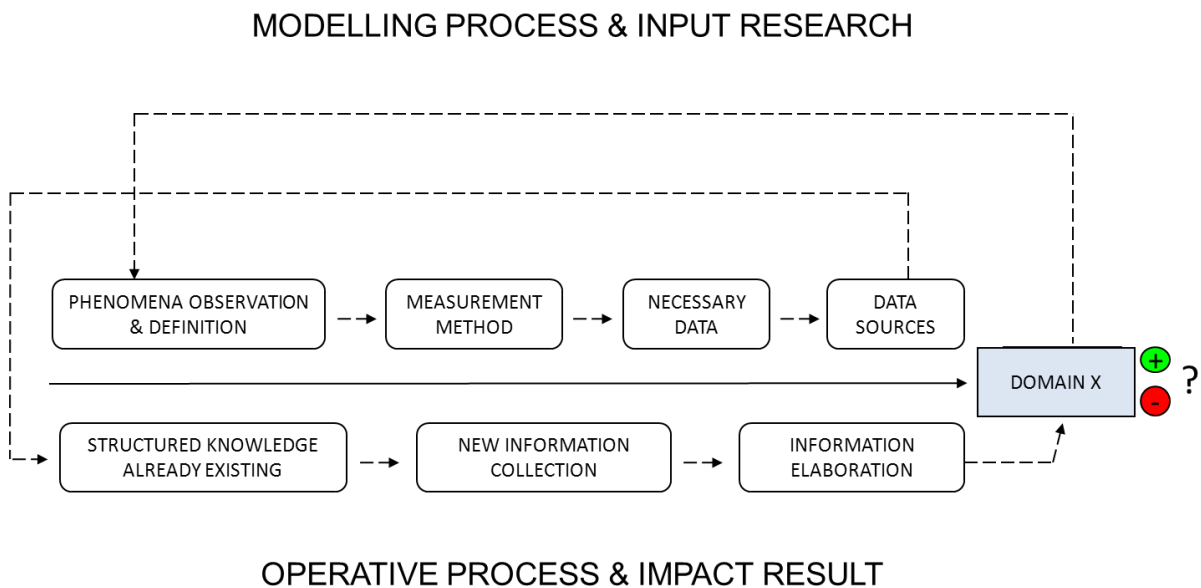 MODELLING PROCESS & INPUT RESEARCH
PHENOMENA OBSERVATION
& DEFINITION
MEASUREMENT
METHOD
NECESSARY
DATA
DATA
SOURCES
DOMAIN X
+
-
?
STRUCTURED KNOWLEDGE
ALREADY EXISTING
NEW INFORMATION
COLLECTION
INFORMATION
ELABORATION
OPERATIVE PROCESS & IMPACT RESULT